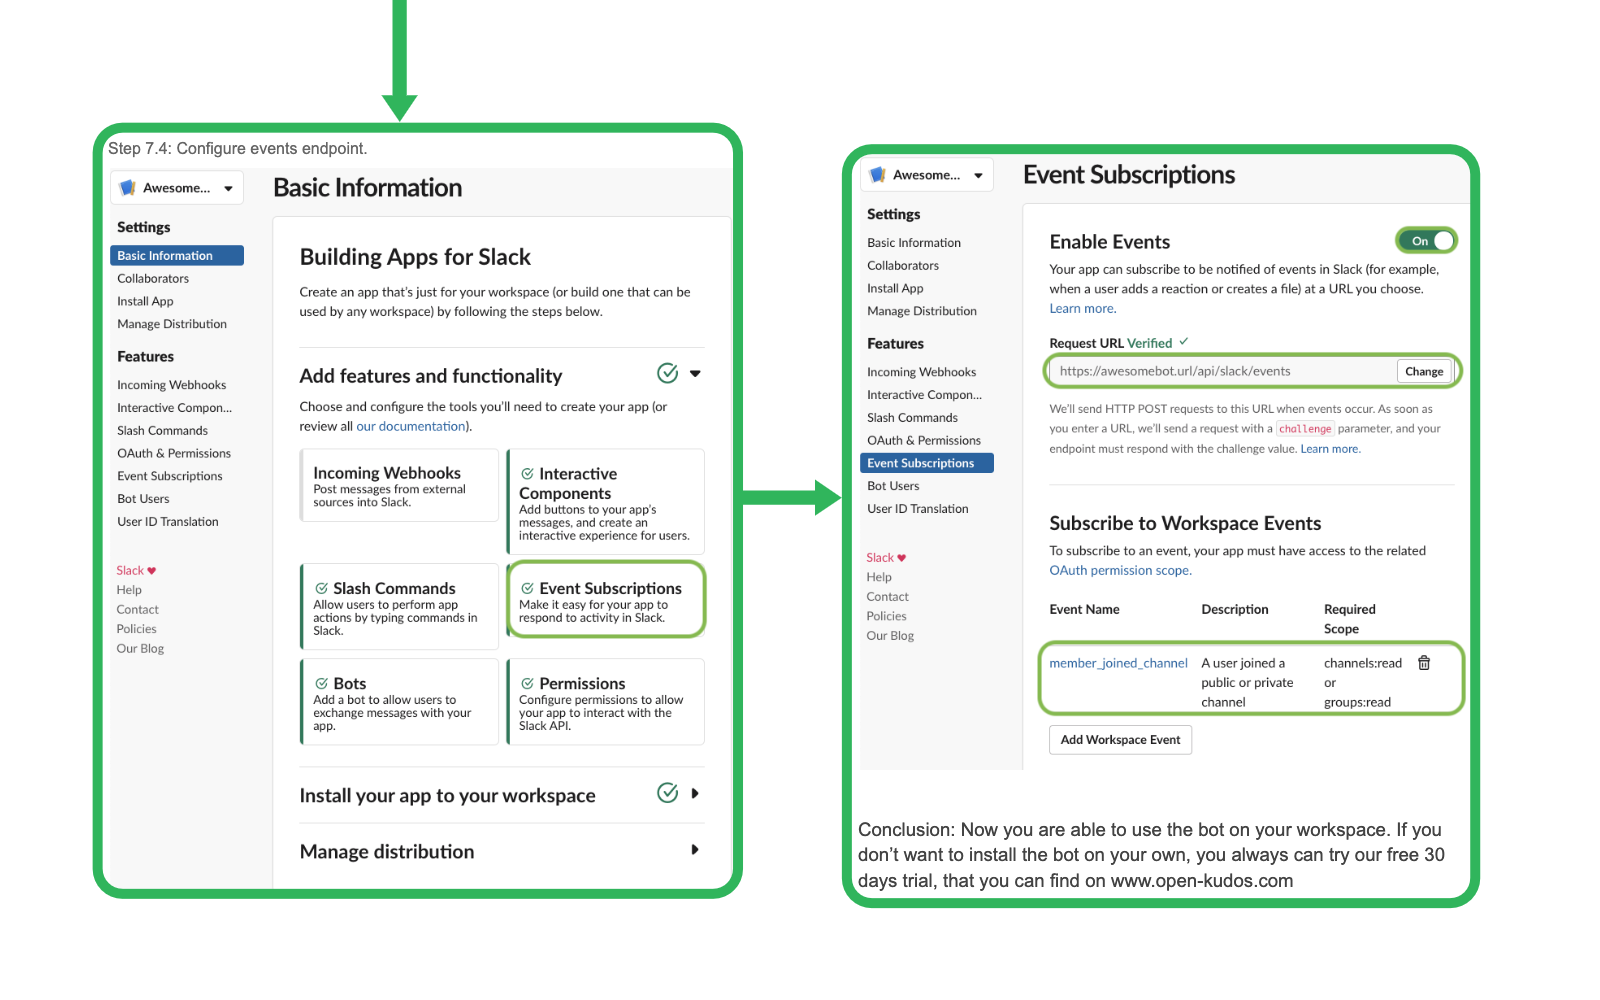 Step 7.4: Configure events endpoint.
Awesome...
Basic Information
Settings
Basic Information
Collaborators
Install App
Manage Distribution
Features
Incoming Webhooks
Interactive Compon...
Slash Commands
OAuth & Permissions
Event Subscriptions
Bot Users
User ID Translation
Slack ♥
Help
Contact
Policies
Our Blog
Building Apps for Slack
Create an app that's just for your workspace (or build one that can be
used by any workspace) by following the steps below.
Add features and functionality
Choose and configure the tools you'll need to create your app (or
review all our documentation).
Incoming Webhooks
Post messages from external
sources into Slack.
Interactive
Components
Add buttons to your app's
messages, and create an
interactive experience for users.
Slash Commands
Allow users to perform app
actions by typing commands in
Slack.
Event Subscriptions
Make it easy for your app to
respond to activity in Slack.
Bots
Add a bot to allow users to
exchange messages with your
app.
Permissions
Configure permissions to allow
your app to interact with the
Slack API.
Install your app to your workspace
Manage distribution
Awesome...
Event Subscriptions
Settings
Basic Information
Collaborators
Install App
Manage Distribution
Features
Incoming Webhooks
Interactive Compon...
Slash Commands
OAuth & Permissions
Event Subscriptions
Bot Users
User ID Translation
Slack ♥
Help
Contact
Policies
Our Blog
Enable Events
On
Your app can subscribe to be notified of events in Slack (for example,
when a user adds a reaction or creates a file) at a URL you choose.
Learn more.
Request URL Verified ✓
https://awesomebot.url/api/slack/events
Change
We'll send HTTP POST requests to this URL when events occur. As soon as
you enter a URL, we'll send a request with a challenge parameter, and your
endpoint must respond with the challenge value. Learn more.
Subscribe to Workspace Events
To subscribe to an event, your app must have access to the related
OAuth permission scope.
Event Name Description Required
Scope
member_joined_channel A user joined a channels:read
public or private or
channel groups:read
Add Workspace Event
Conclusion: Now you are able to use the bot on your workspace. If you
don't want to install the bot on your own, you always can try our free 30
days trial, that you can find on www.open-kudos.com